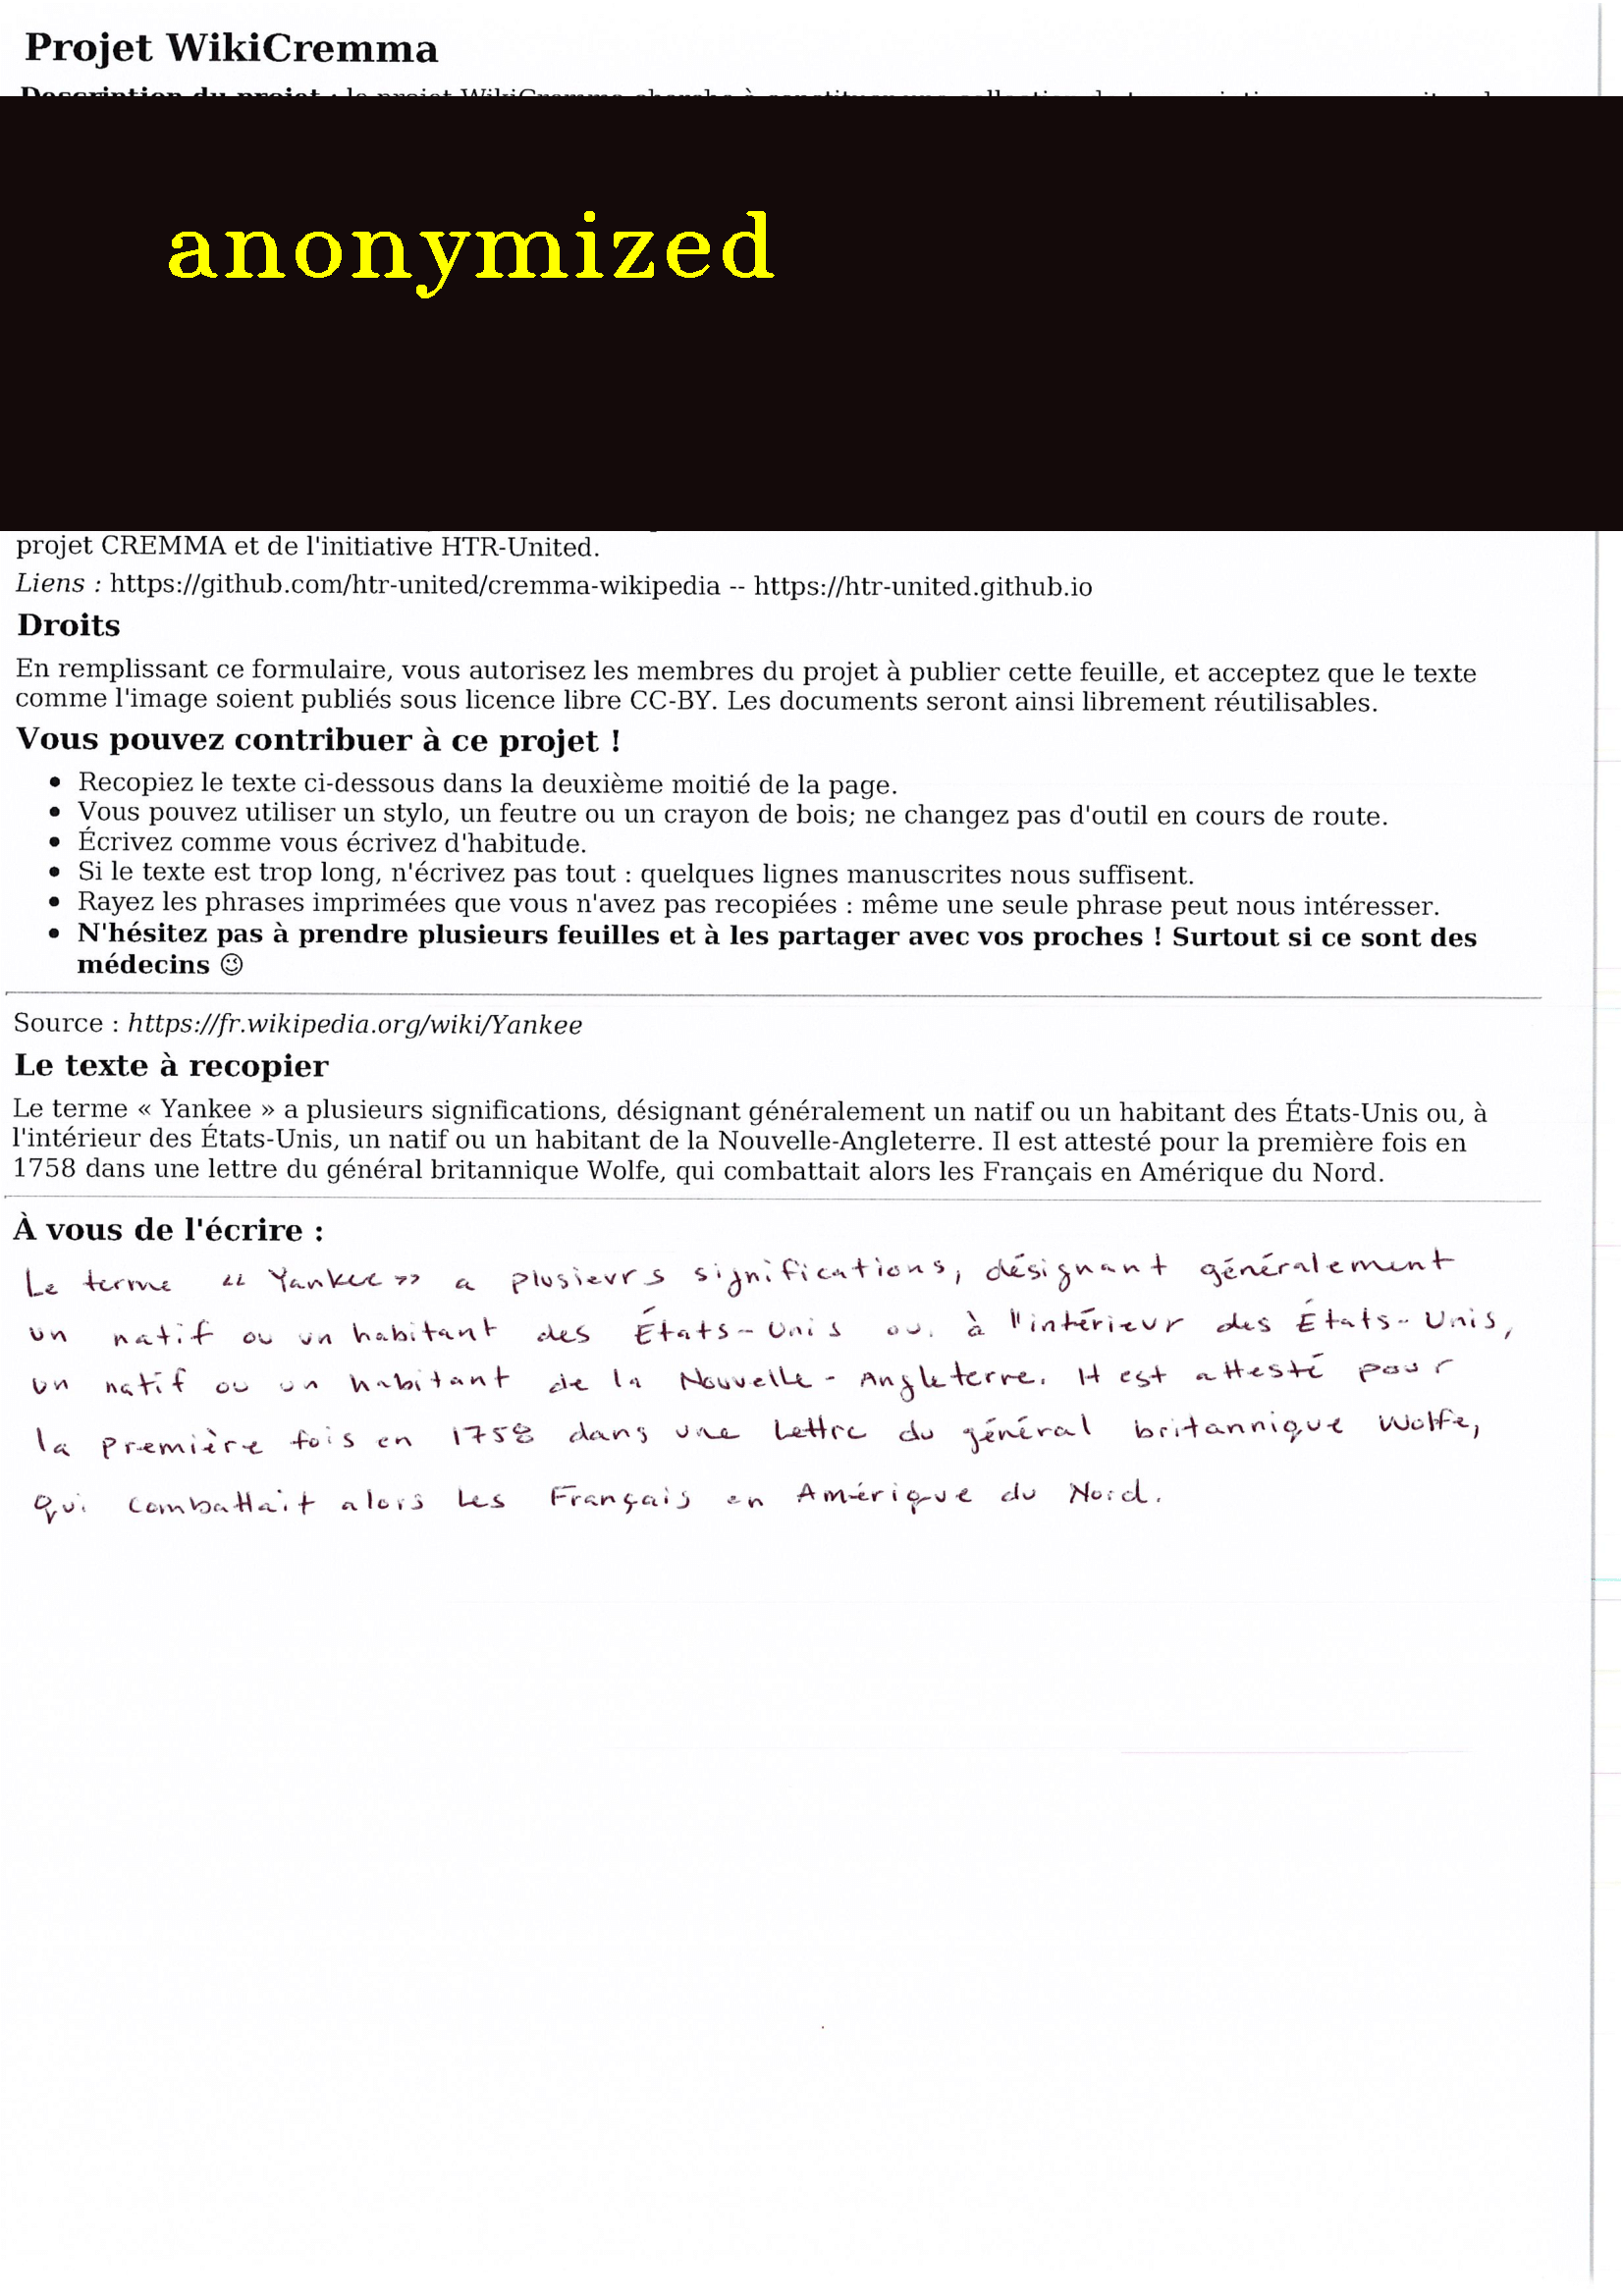 Projet WikiCremma
Description du projet : le projet WikiCremma cherche à constituer une collection de
anonymized
projet CREMMA et de l'initiative HTR-United.
Liens : https://github.com/htr-united/cremma-wikipedia -- https://htr-united.github.io
Droits
En remplissant ce formulaire, vous autorisez les membres du projet à publier cette feuille, et acceptez que le texte
comme l'image soient publiés sous licence libre CC-BY. Les documents seront ainsi librement réutilisables.
Vous pouvez contribuer à ce projet !
• Recopiez le texte ci-dessous dans la deuxième moitié de la page.
• Vous pouvez utiliser un stylo, un feutre ou un crayon de bois; ne changez pas d'outil en cours de route.
• Écrivez comme vous écrivez d'habitude.
• Si le texte est trop long, n'écrivez pas tout : quelques lignes manuscrites nous suffisent.
• Rayez les phrases imprimées que vous n'avez pas recopiées : même une seule phrase peut nous intéresser.
• N'hésitez pas à prendre plusieurs feuilles et à les partager avec vos proches ! Surtout si ce sont des
médecins 😉
Source : https://fr.wikipedia.org/wiki/Yankee
Le texte à recopier
Le terme « Yankee » a plusieurs significations, désignant généralement un natif ou un habitant des États-Unis ou, à
l'intérieur des États-Unis, un natif ou un habitant de la Nouvelle-Angleterre. Il est attesté pour la première fois en
1758 dans une lettre du général britannique Wolfe, qui combattait alors les Français en Amérique du Nord.
À vous de l'écrire :
Le terme « Yankee » a plusieurs significations, désignant généralement
un natif ou un habitant des États-Unis ou, à l'intérieur des États-Unis,
un natif ou un habitant de la Nouvelle-Angleterre. Il est attesté pour
la première fois en 1758 dans une lettre du général britannique Wolfe,
qui combattait alors les Français en Amérique du Nord.